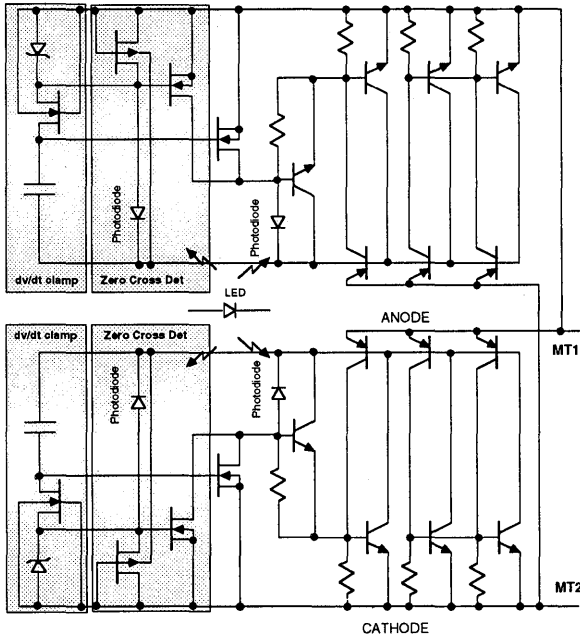 Photodiode
Photodiode
dv/dt clamp
Zero Cross Det
LED
ANODE
dv/dt clamp
Zero Cross Det
MT1
Photodiode
Photodiode
MT2
CATHODE